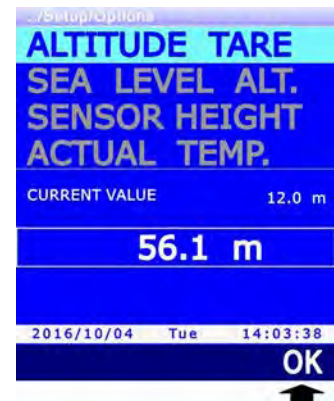 ../Setup/Options
ALTITUDE TARE
SEA LEVEL ALT.
SENSOR HEIGHT
ACTUAL TEMP.
CURRENT VALUE 12.0 m
56.1 m
2016/10/04 Tue 14:03:38
OK